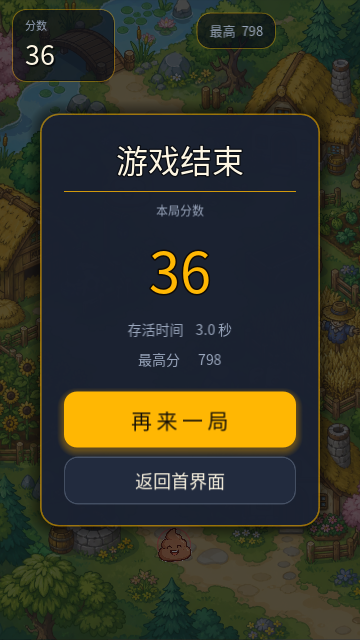 分数
36
最高 798
游戏结束
本局分数
36
存活时间 3.0 秒
最高分 798
再来一局
返回首界面